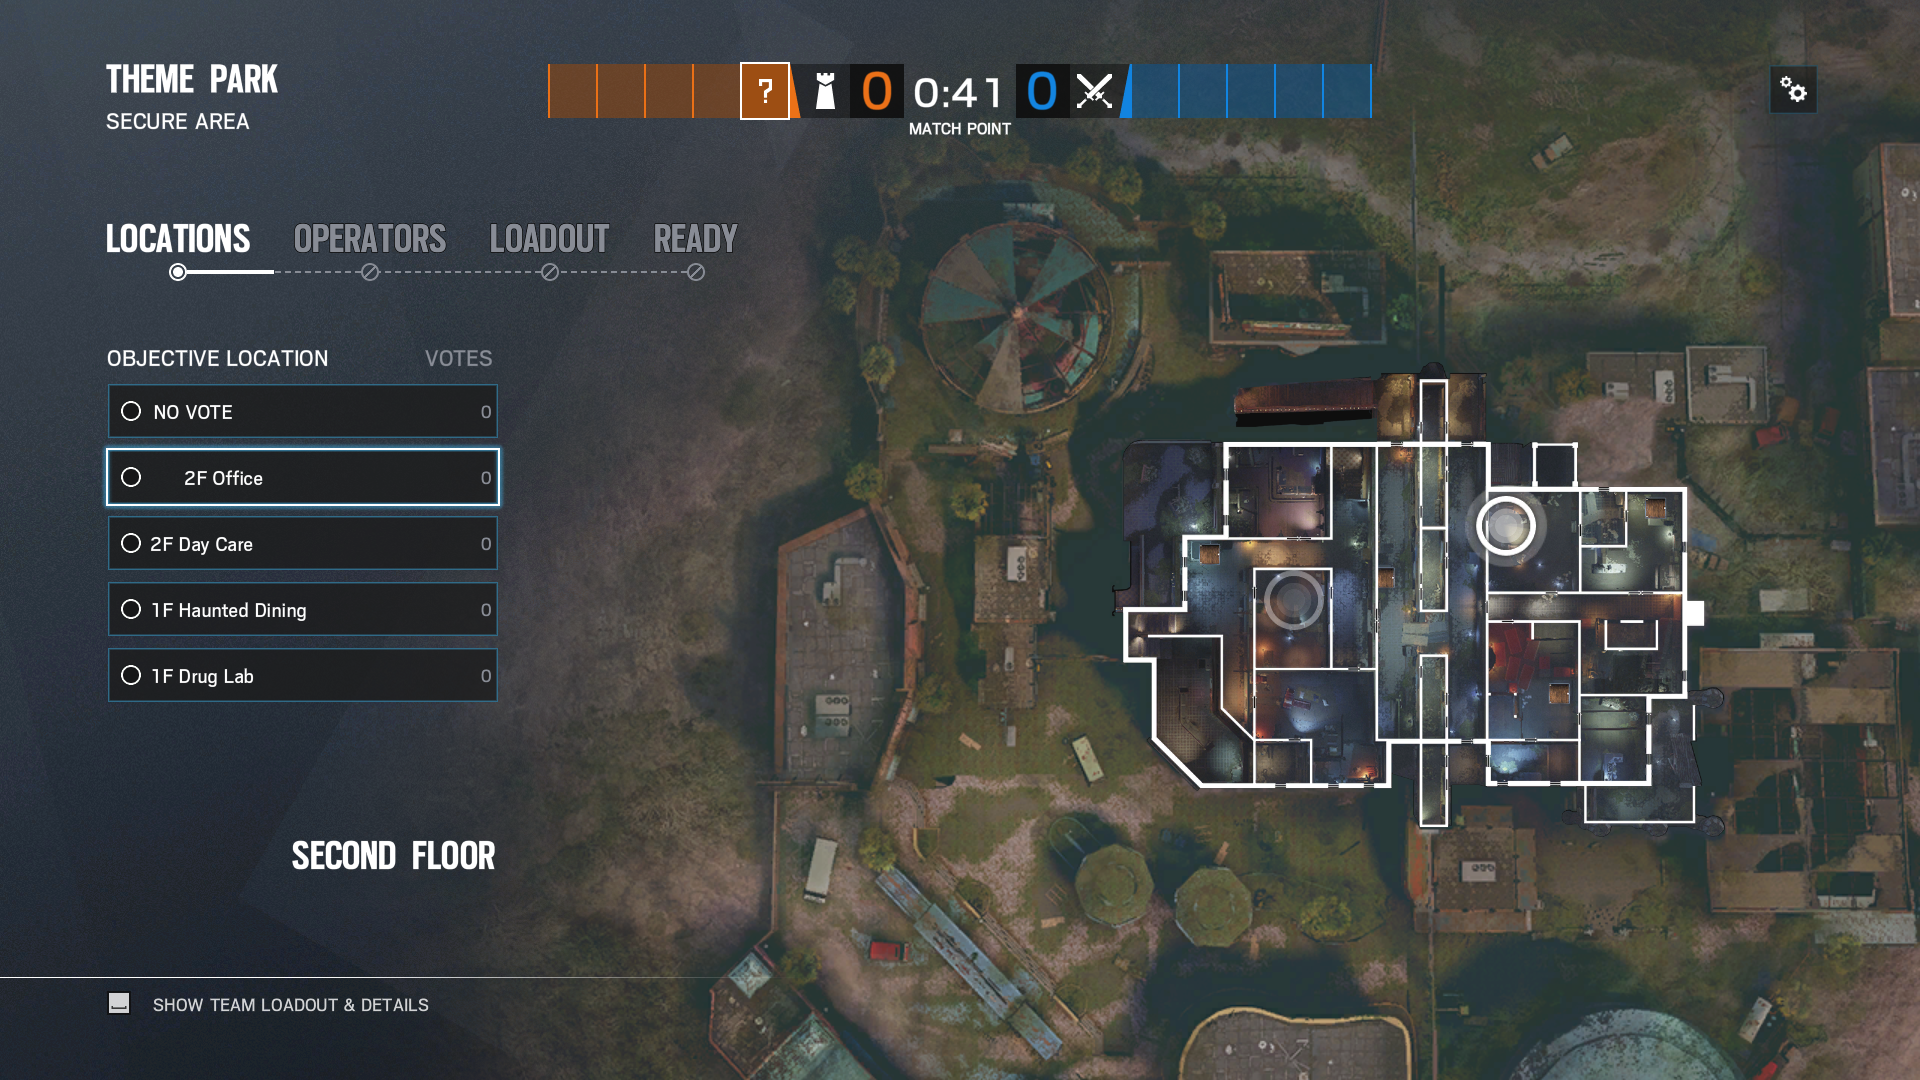 THEME PARK
SECURE AREA
?
0
0:41
0
MATCH POINT
LOCATIONS
OPERATORS
LOADOUT
READY
OBJECTIVE LOCATION
VOTES
NO VOTE
0
2F Office
0
2F Day Care
0
1F Haunted Dining
0
1F Drug Lab
0
SECOND FLOOR
SHOW TEAM LOADOUT & DETAILS